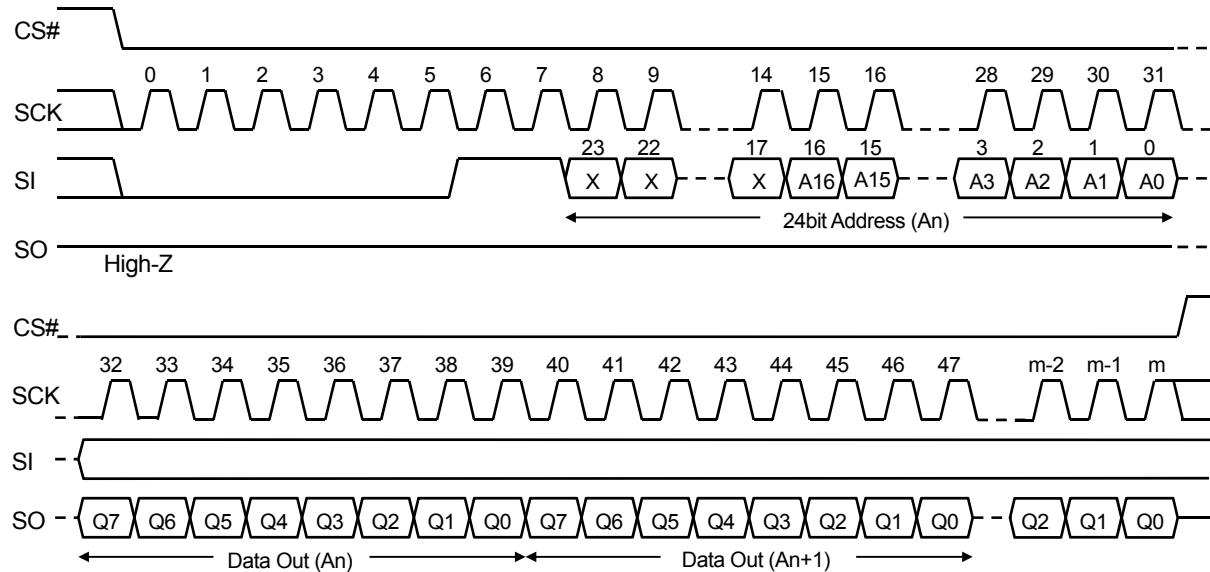 CS#
0 1 2 3 4 5 6 7 8 9 14 15 16 28 29 30 31
SCK
23 22 17 16 15 3 2 1 0
SI X X X A16 A15 A3 A2 A1 A0
24bit Address (An)
SO
High-Z
CS#
32 33 34 35 36 37 38 39 40 41 42 43 44 45 46 47 m-2 m-1 m
SCK
SI
SO Q7 Q6 Q5 Q4 Q3 Q2 Q1 Q0 Q7 Q6 Q5 Q4 Q3 Q2 Q1 Q0 Q2 Q1 Q0
Data Out (An) Data Out (An+1)